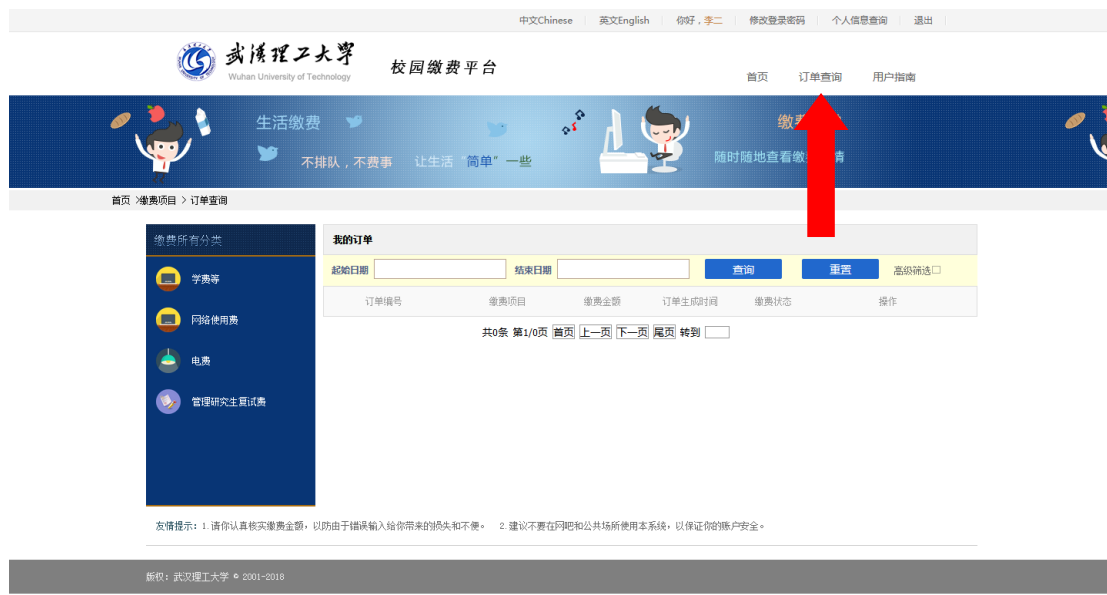 中文Chinese 英文English 你好，李二 修改登录密码 个人信息查询 退出
武汉理工大学 校园缴费平台
Wuhan University of Technology
首页 订单查询 用户指南
生活缴费 缴费
不排队，不费事 让生活“简单”一些 随时随地查看缴 情
首页 >缴费项目 > 订单查询
缴费所有分类
学费等
网络使用费
电费
管理研究生复试费
我的订单
起始日期 结束日期 查询 重置 高级筛选
订单编号 缴费项目 缴费金额 订单生成时间 缴费状态 操作
共0条 第1/0页 首页 上一页 下一页 尾页 转到
友情提示：1.请你认真核实缴费金额，以防由于错误输入给你带来的损失和不便。 2.建议不要在网吧和公共场所使用本系统，以保证你的账户安全。
版权：武汉理工大学 © 2001-2018